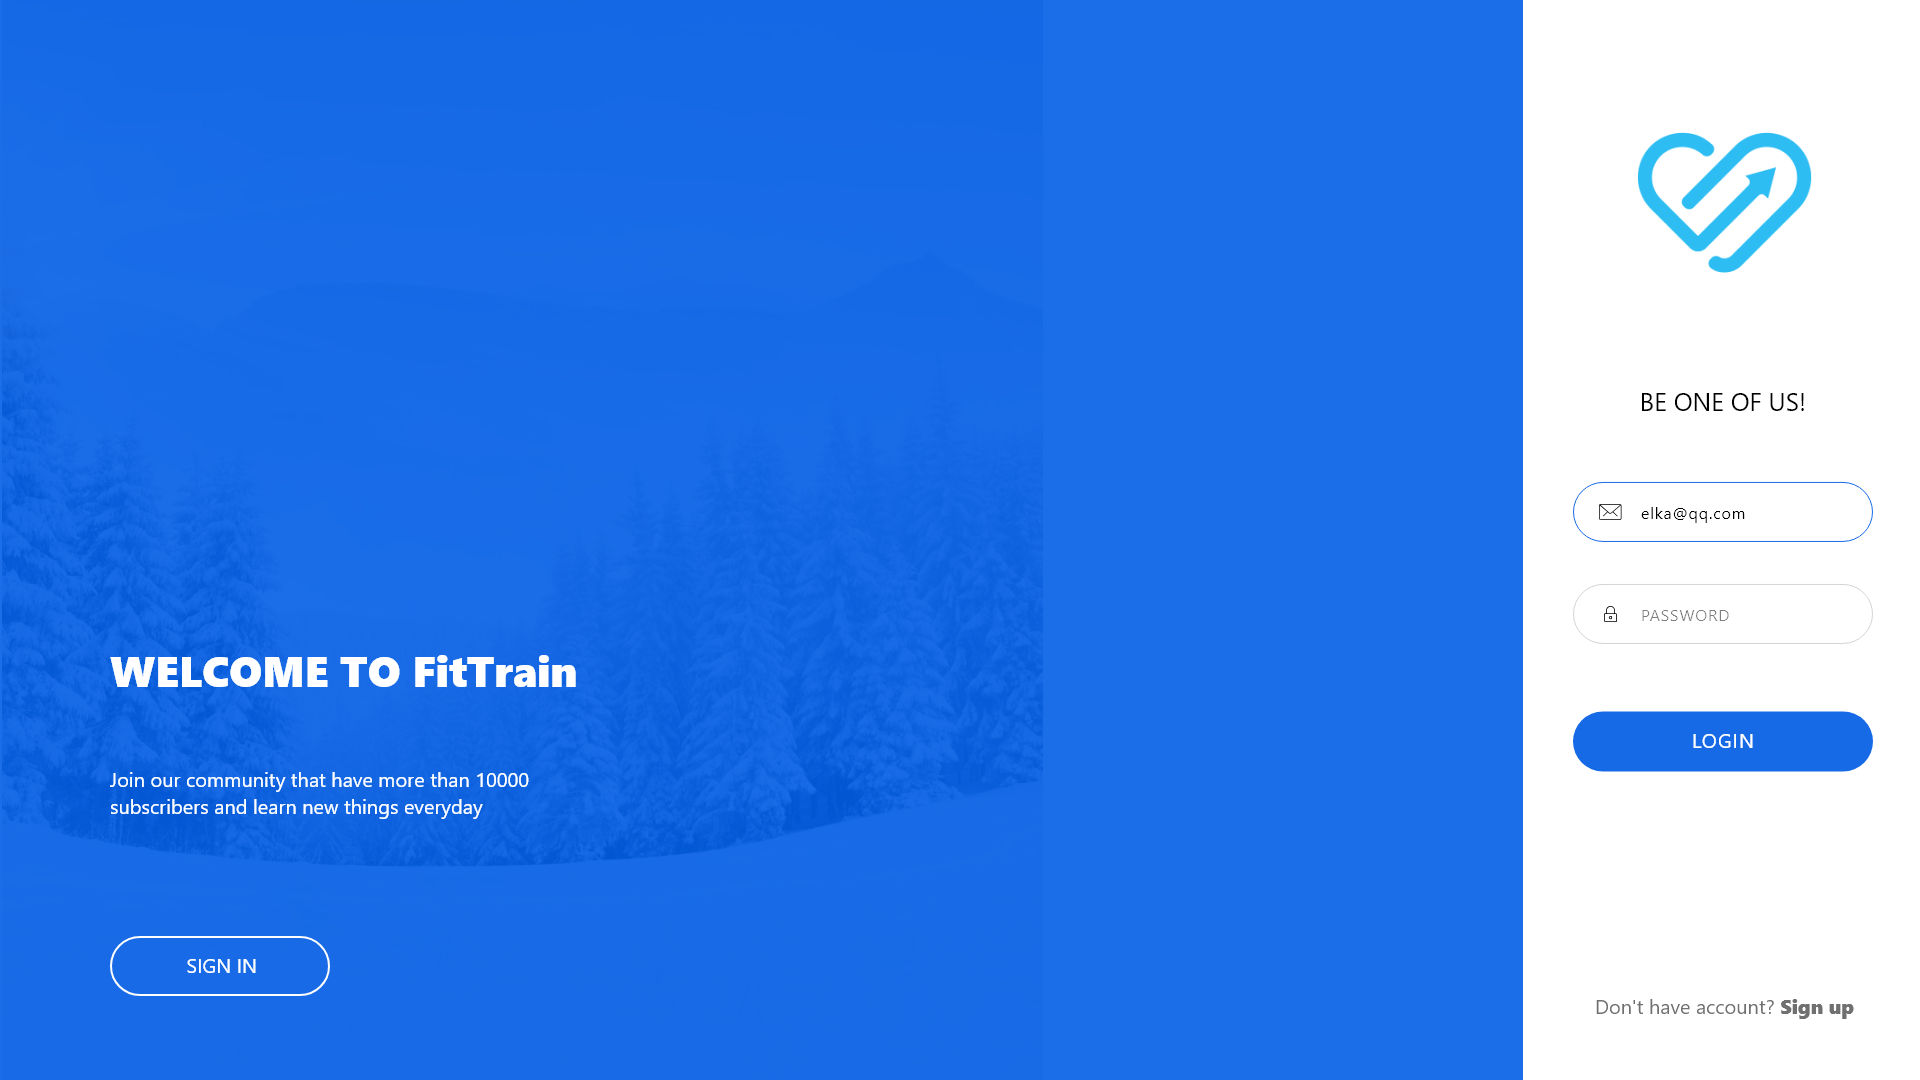 WELCOME TO FitTrain
Join our community that have more than 10000
subscribers and learn new things everyday
SIGN IN
BE ONE OF US!
elka@qq.com
PASSWORD
LOGIN
Don't have account? Sign up